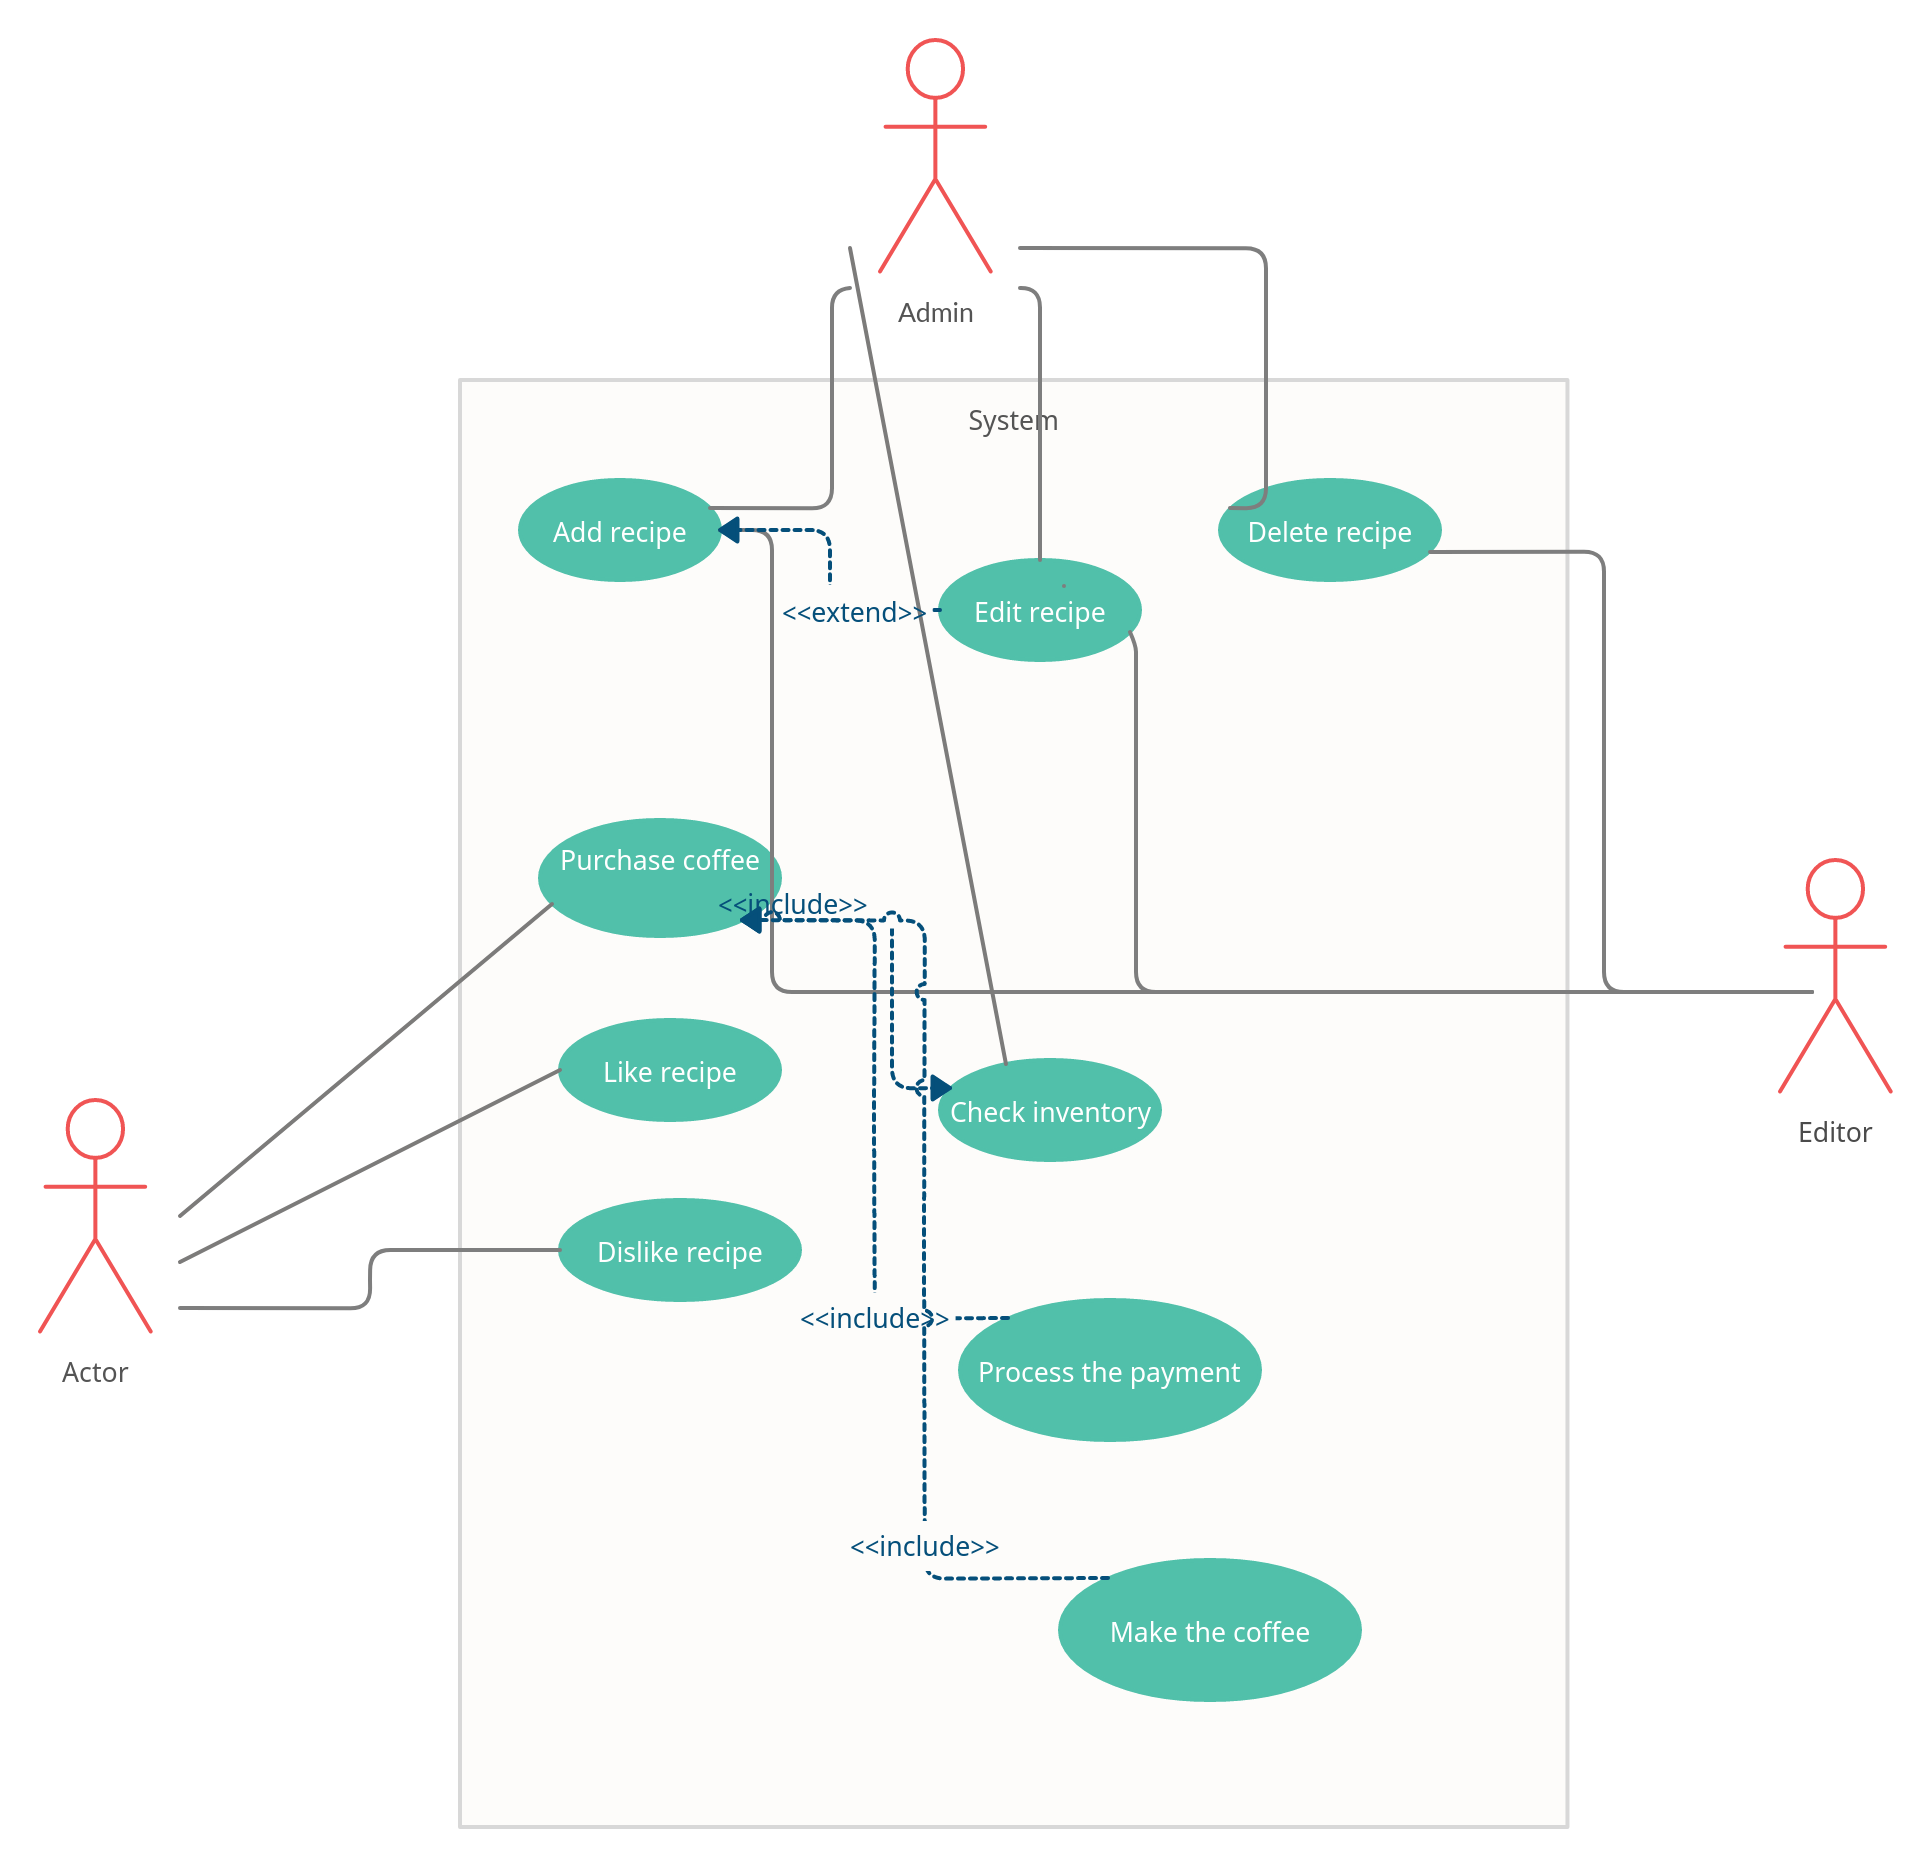 Admin
System
Add recipe
Delete recipe
<<extend>>
Edit recipe
Purchase coffee
<<include>>
Like recipe
Check inventory
Editor
Dislike recipe
<<include>>
Process the payment
Actor
<<include>>
Make the coffee